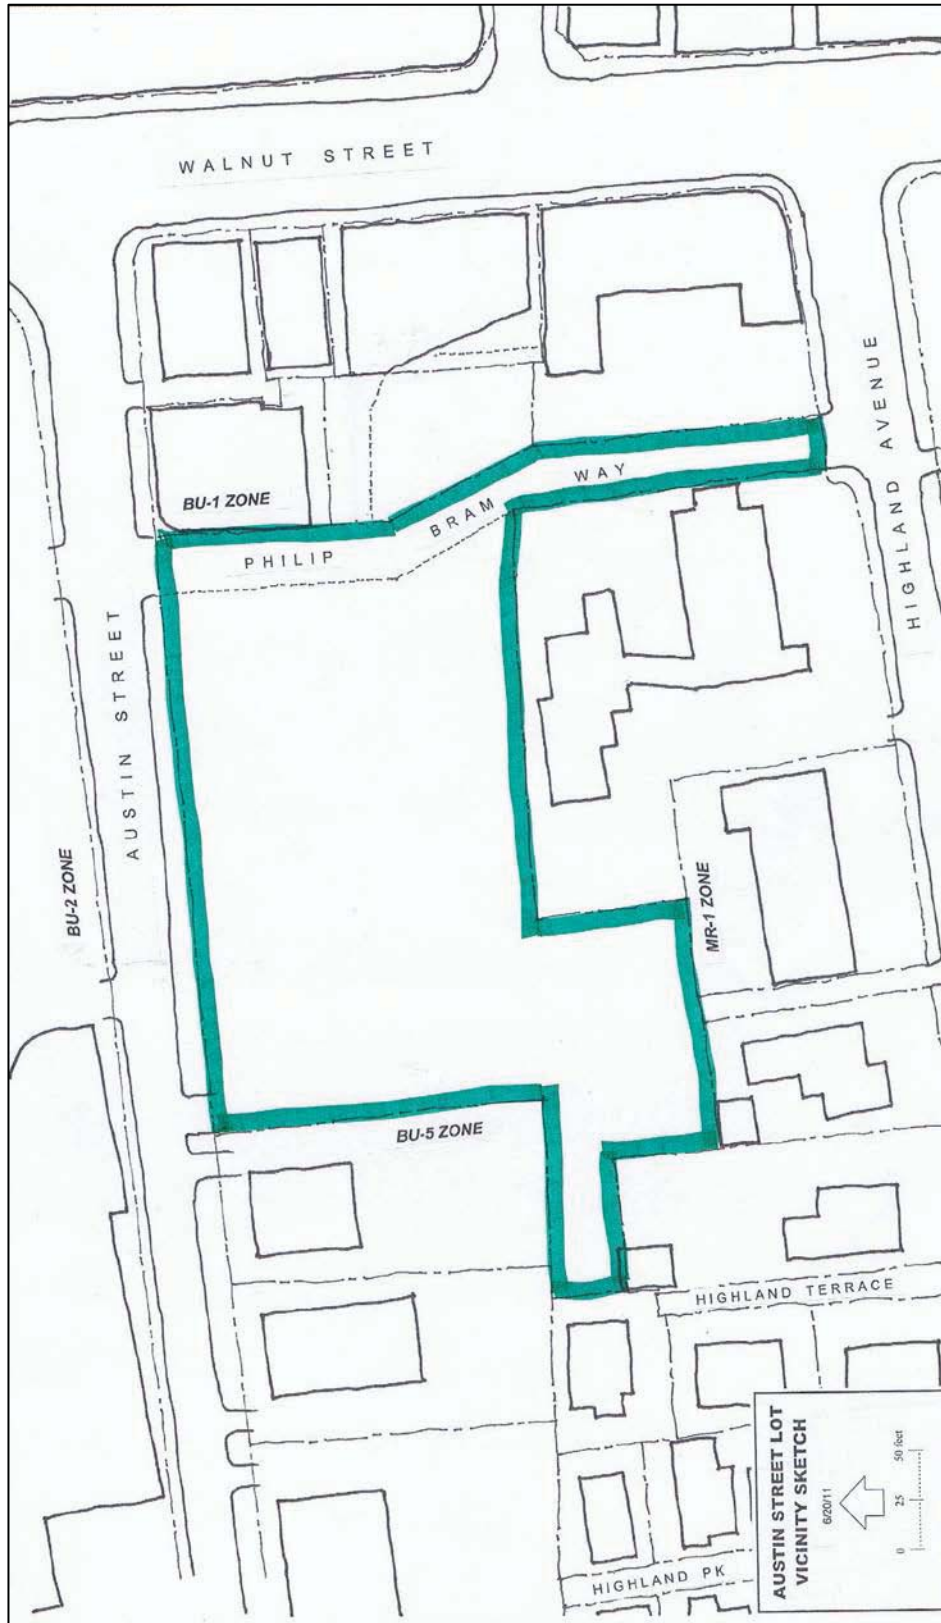 WALNUT STREET
HIGHLAND AVENUE
BU-1 ZONE
PHILIP BRAM WAY
AUSTIN STREET
BU-2 ZONE
MR-1 ZONE
BU-5 ZONE
HIGHLAND TERRACE
HIGHLAND PK
AUSTIN STREET LOT
VICINITY SKETCH
6/20/11
0 25 50 feet